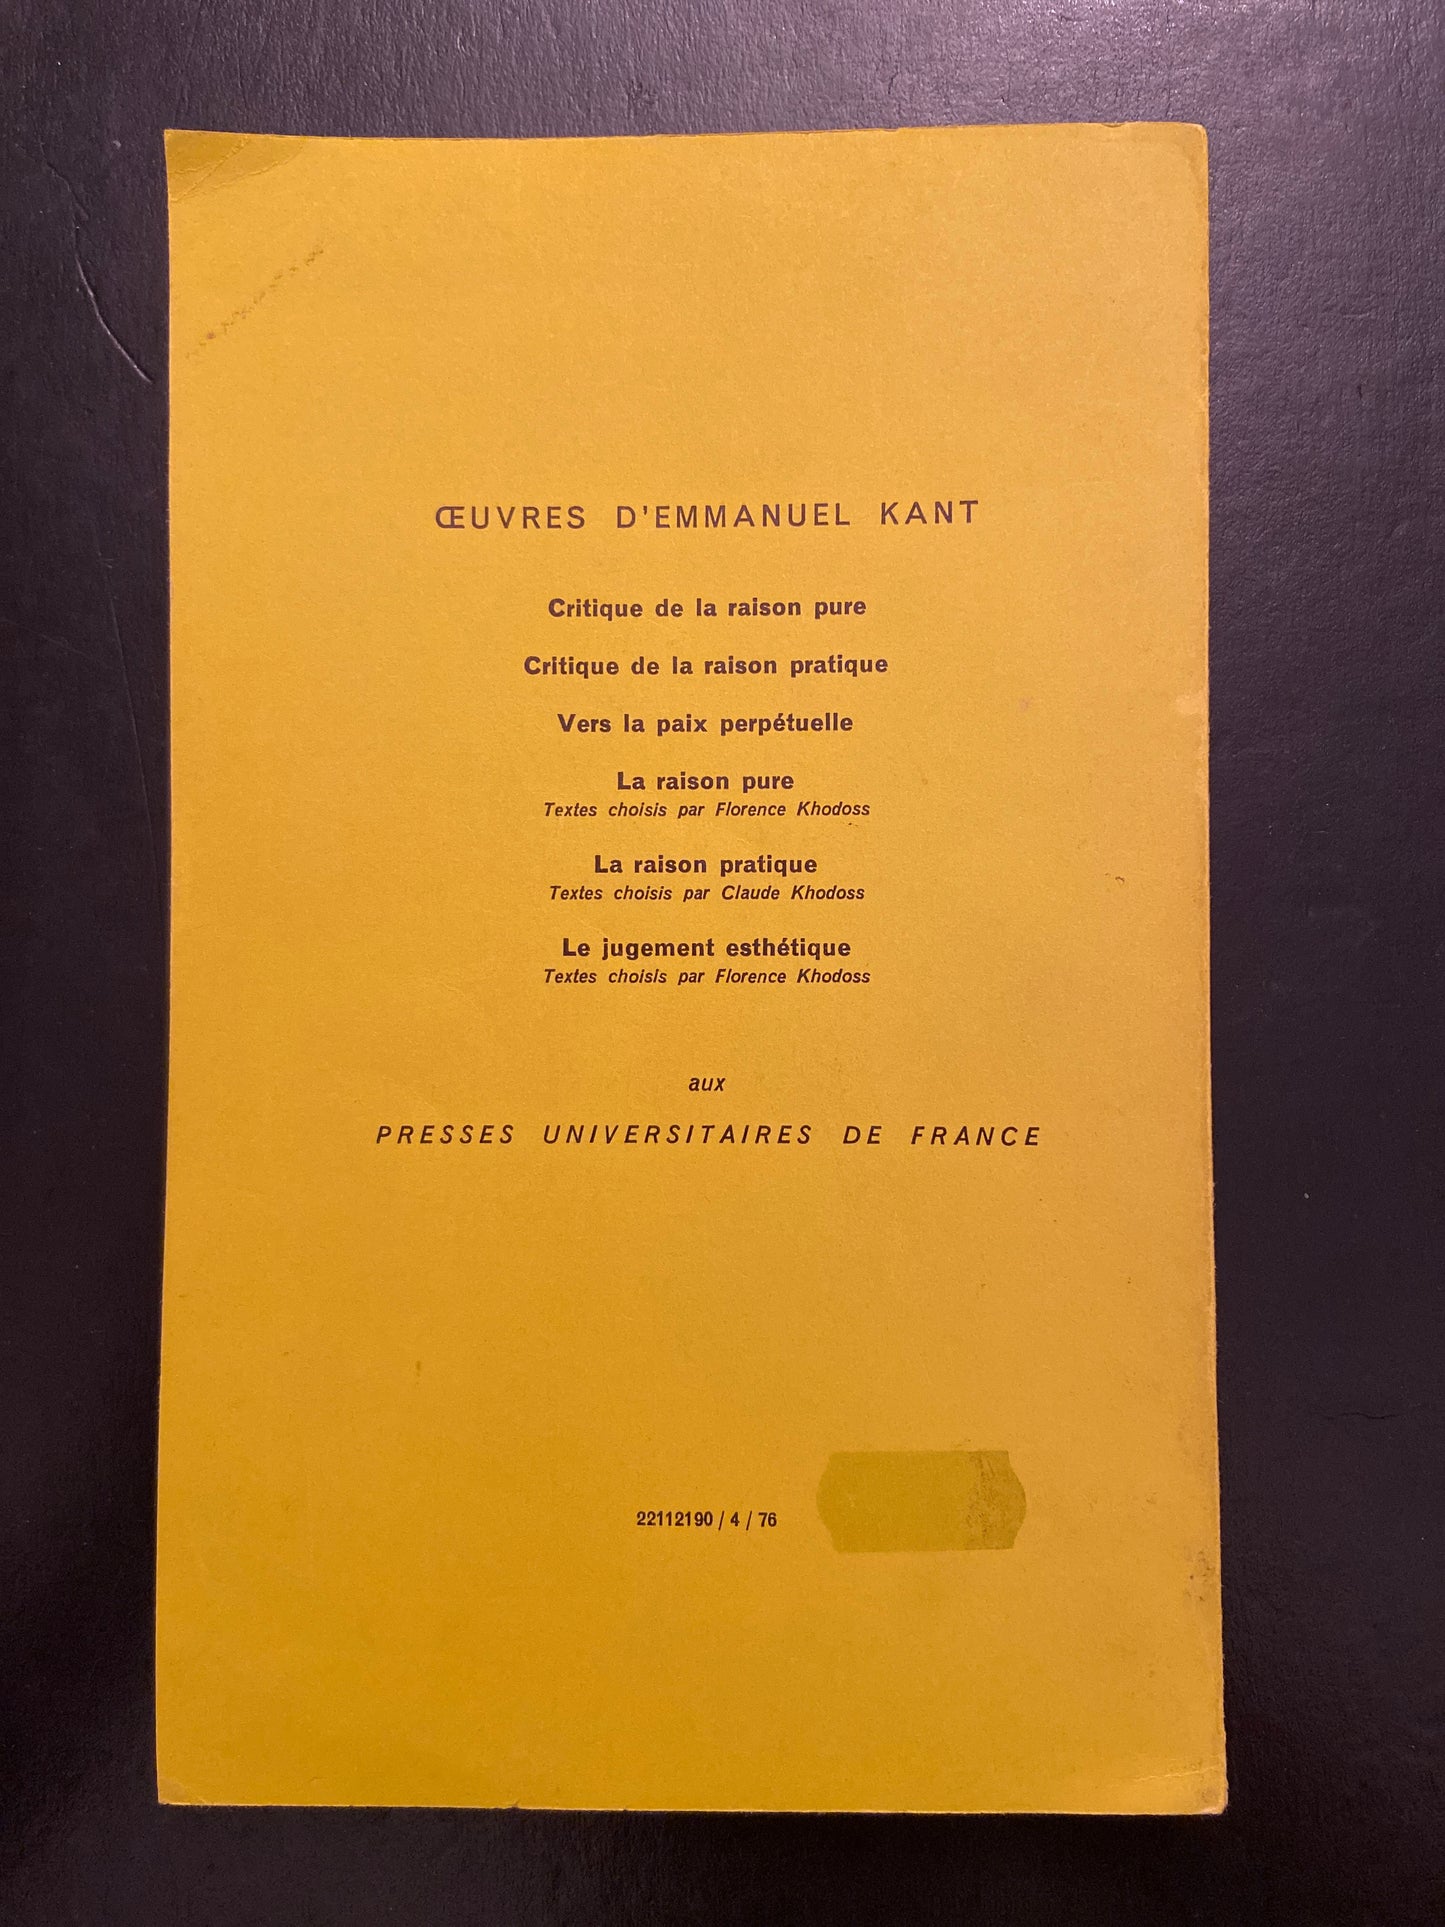 ŒUVRES D'EMMANUEL KANT
Critique de la raison pure
Critique de la raison pratique
Vers la paix perpétuelle
La raison pure
Textes choisis par Florence Khodoss
La raison pratique
Textes choisis par Claude Khodoss
Le jugement esthétique
Textes choisis par Florence Khodoss
aux
PRESSES UNIVERSITAIRES DE FRANCE
22112190 / 4 / 76